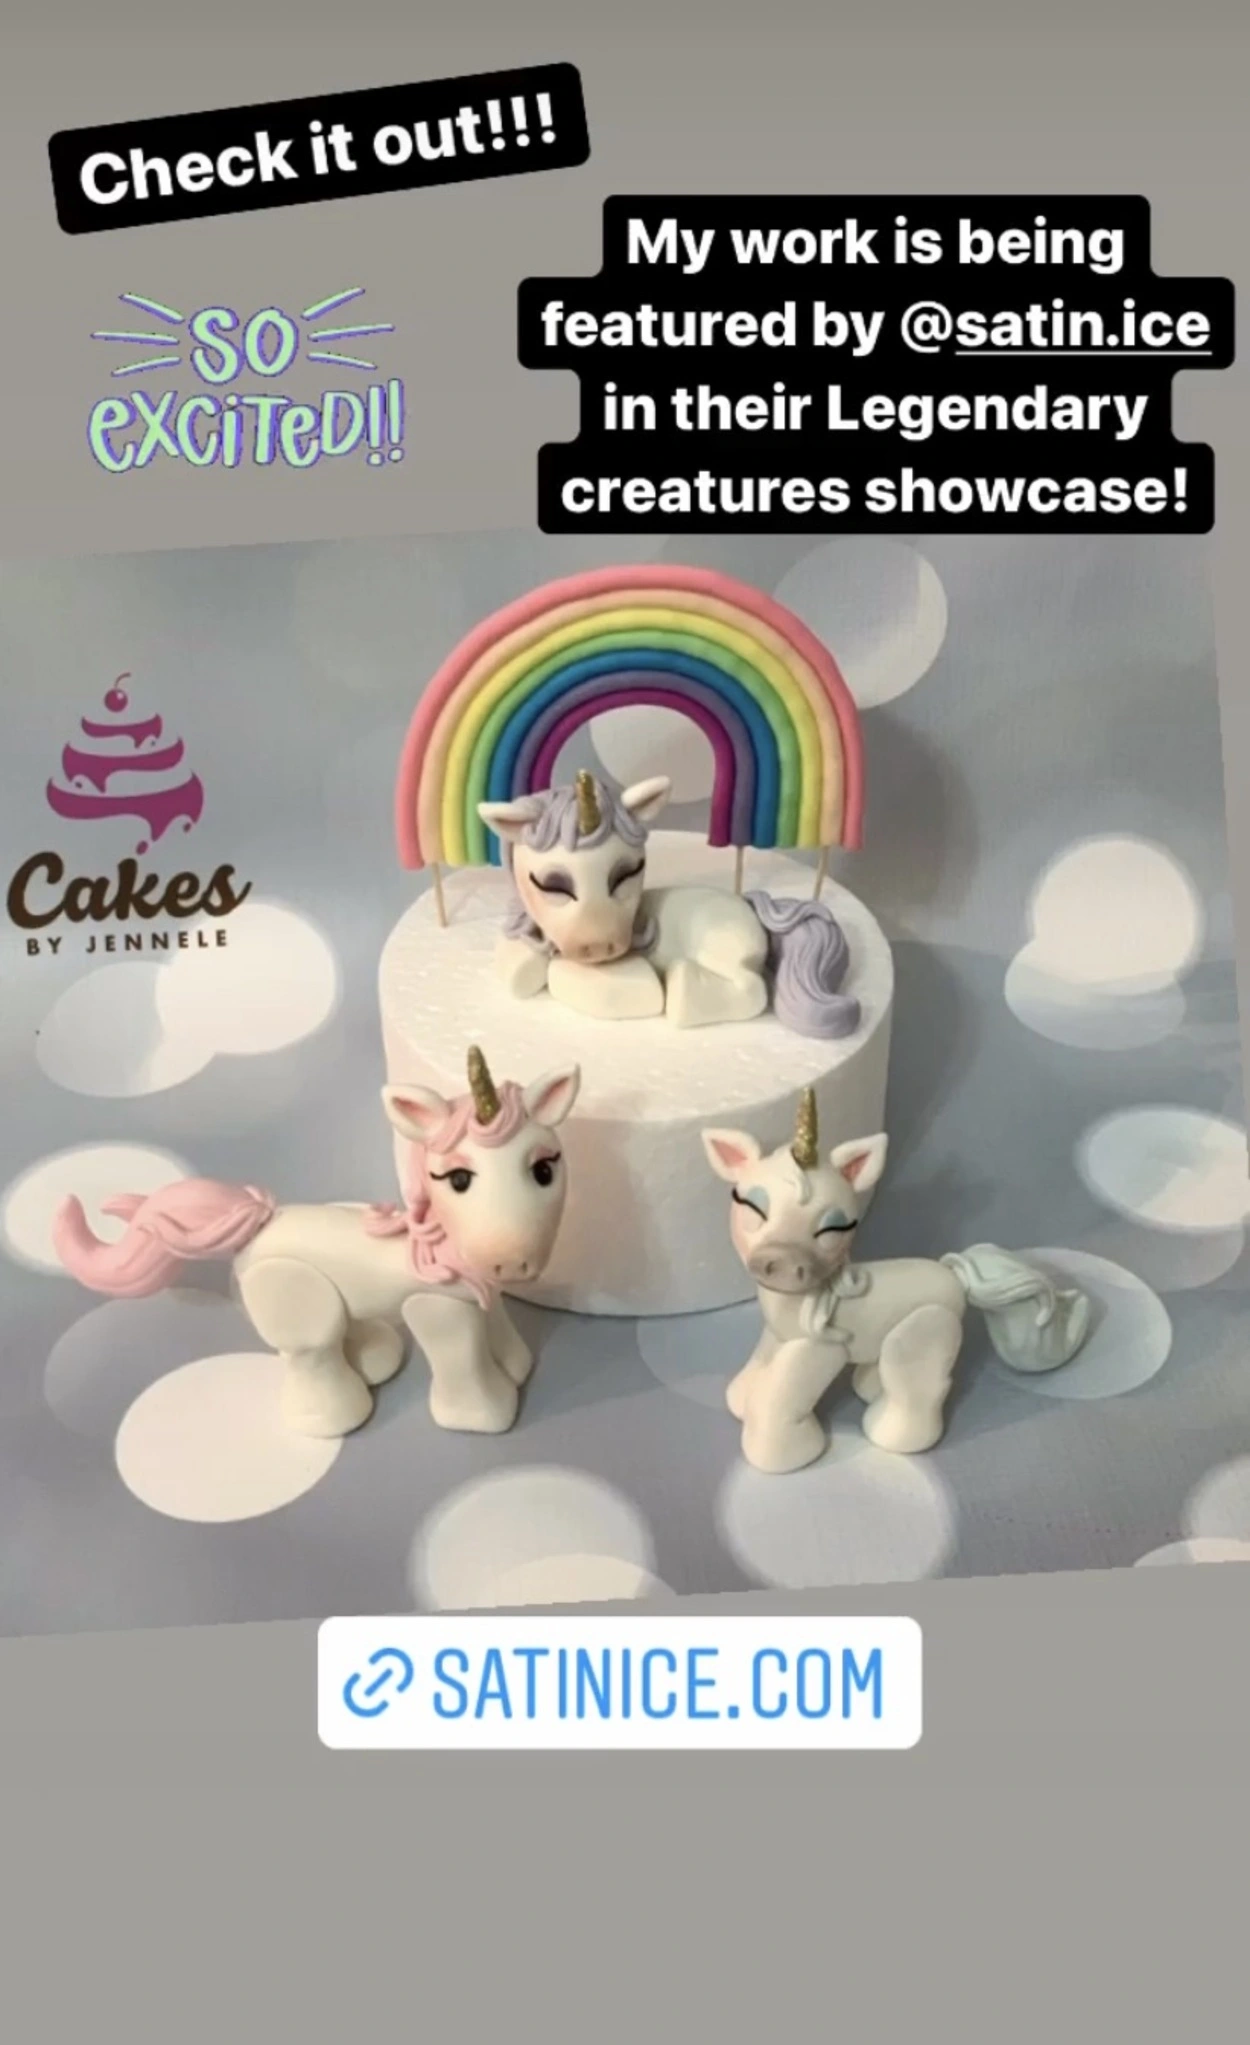 Check it out!!!
My work is being
featured by @satin.ice
in their Legendary
creatures showcase!
SO
eXCiTeD!!
Cakes
BY JENNELE
SATINICE.COM